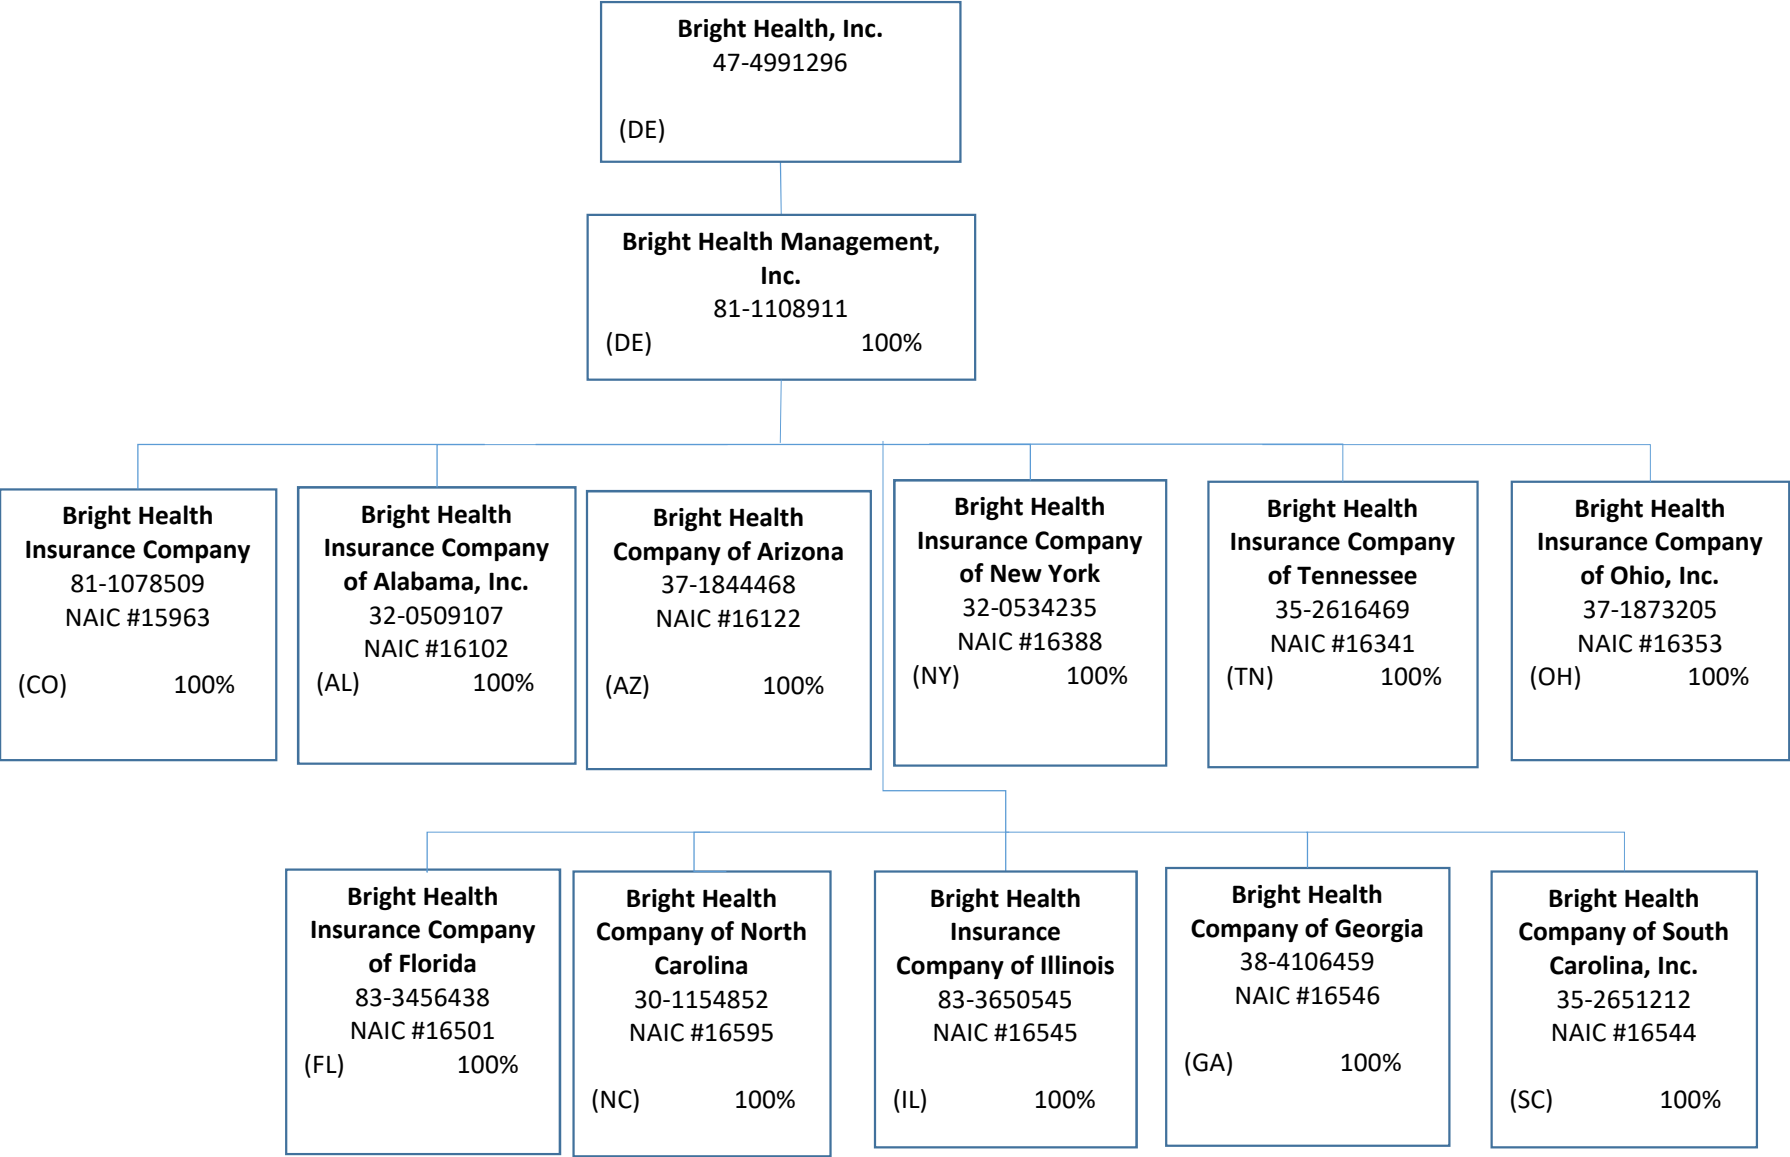 Bright Health, Inc.
47-4991296
(DE)
Bright Health Management,
Inc.
81-1108911
(DE) 100%
Bright Health
Insurance Company
81-1078509
NAIC #15963
(CO) 100%
Bright Health
Insurance Company
of Alabama, Inc.
32-0509107
NAIC #16102
(AL) 100%
Bright Health
Company of Arizona
37-1844468
NAIC #16122
(AZ) 100%
Bright Health
Insurance Company
of New York
32-0534235
NAIC #16388
(NY) 100%
Bright Health
Insurance Company
of Tennessee
35-2616469
NAIC #16341
(TN) 100%
Bright Health
Insurance Company
of Ohio, Inc.
37-1873205
NAIC #16353
(OH) 100%
Bright Health
Insurance Company
of Florida
83-3456438
NAIC #16501
(FL) 100%
Bright Health
Company of North
Carolina
30-1154852
NAIC #16595
(NC) 100%
Bright Health
Insurance
Company of Illinois
83-3650545
NAIC #16545
(IL) 100%
Bright Health
Company of Georgia
38-4106459
NAIC #16546
(GA) 100%
Bright Health
Company of South
Carolina, Inc.
35-2651212
NAIC #16544
(SC) 100%